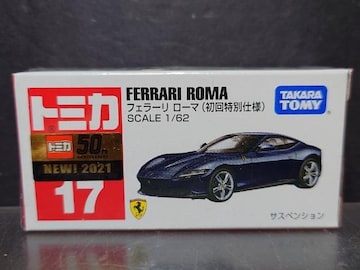 トミカ
トミカ 50th
NEW! 2021
17
FERRARI ROMA
フェラーリ ローマ(初回特別仕様)
SCALE 1/62
TAKARA
TOMY
サスペンション